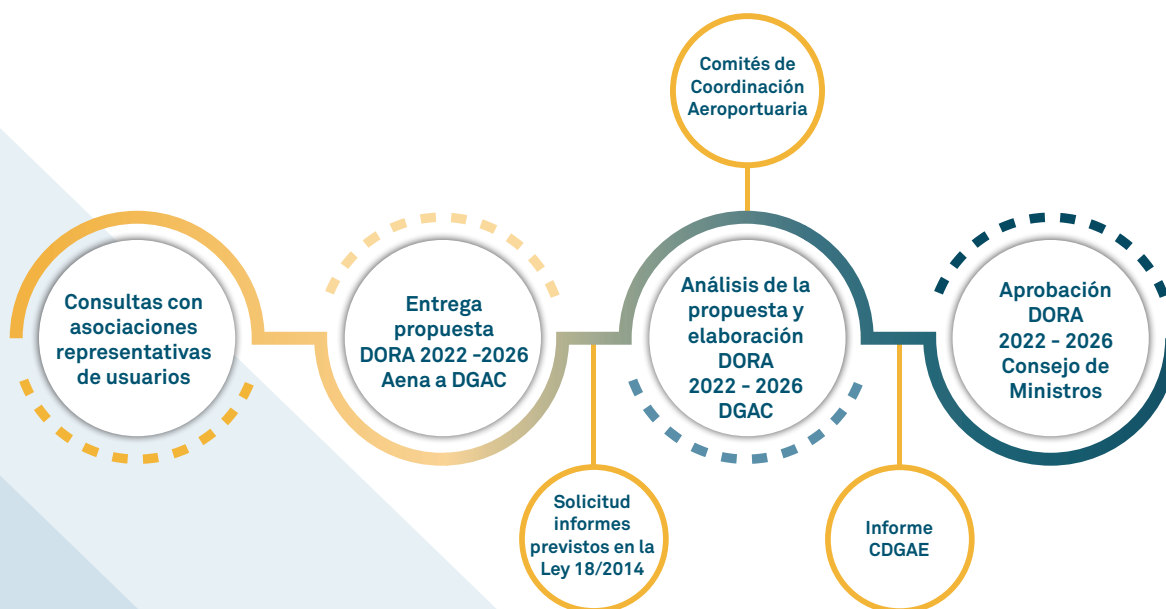 Comités de
Coordinación
Aeroportuaria
Consultas con
asociaciones
representativas
de usuarios
Entrega
propuesta
DORA 2022 -2026
Aena a DGAC
Análisis de la
propuesta y
elaboración
DORA
2022 - 2026
DGAC
Aprobación
DORA
2022 - 2026
Consejo de
Ministros
Solicitud
informes
previstos en la
Ley 18/2014
Informe
CDGAE